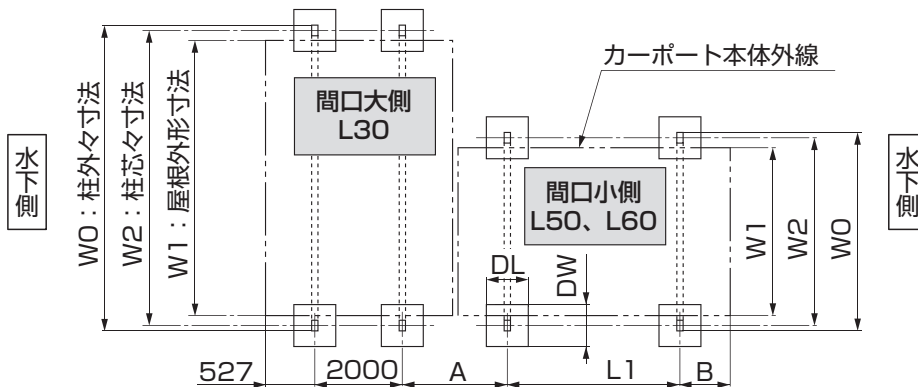 カーポート本体外線
間口大側
L30
水下側
W0：柱外々寸法
W2：柱芯々寸法
W1：屋根外形寸法
間口小側
L50、L60
W1
W2
W0
水下側
DL
DW
527
2000
A
L1
B